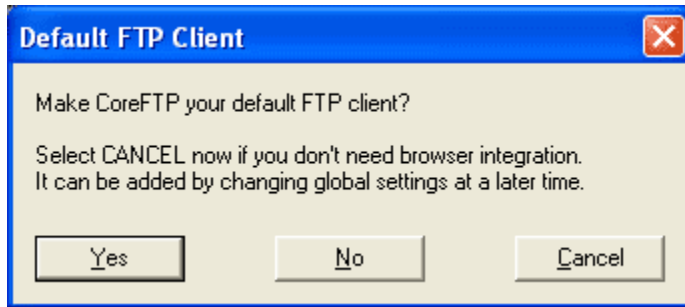 Default FTP Client
Make CoreFTP your default FTP client?
Select CANCEL now if you don't need browser integration.
It can be added by changing global settings at a later time.
Yes No Cancel